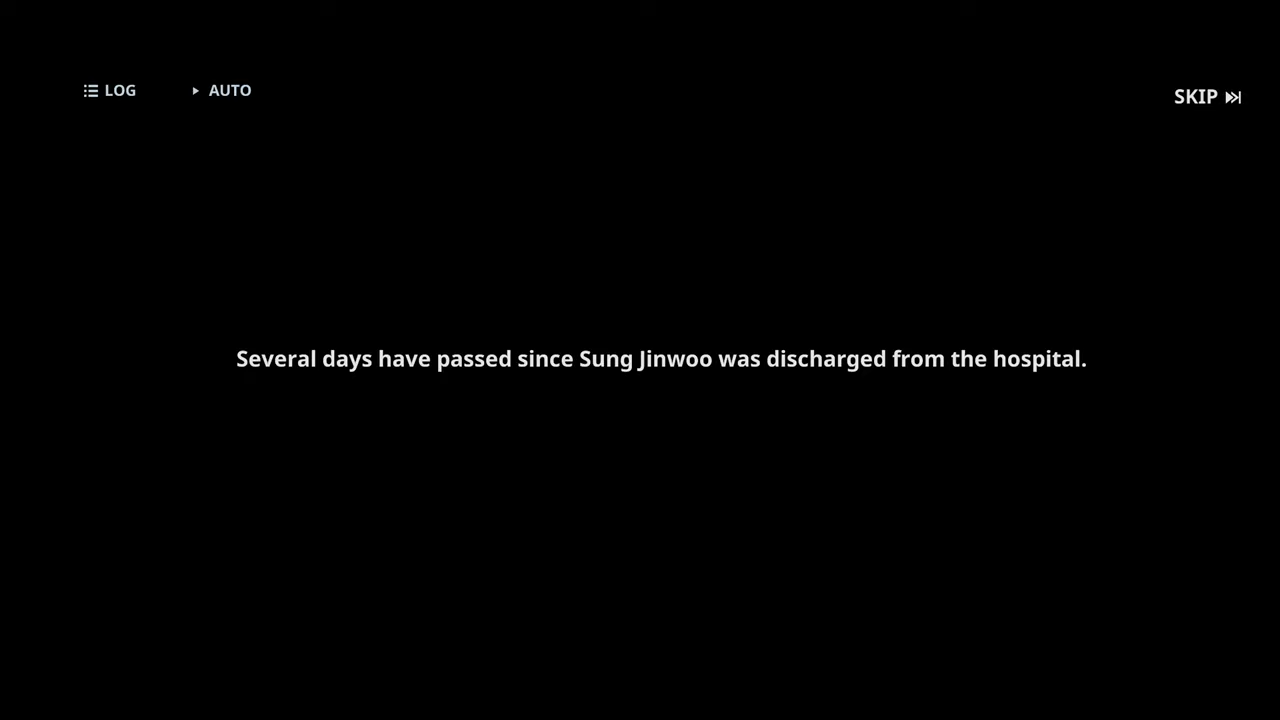 LOG
AUTO
SKIP
Several days have passed since Sung Jinwoo was discharged from the hospital.